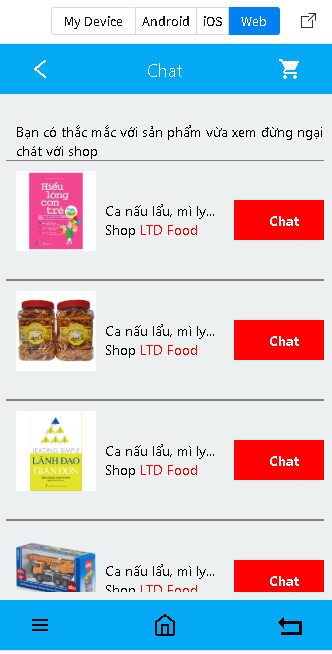 My Device Android iOS Web
Chat
Bạn có thắc mắc với sản phẩm vừa xem đừng ngại
chát với shop
Hiểu
lòng
con
trẻ
Ca nấu lẩu, mì ly...
Shop LTD Food
Chat
Ca nấu lẩu, mì ly...
Shop LTD Food
Chat
LEADING SIMPLE
LÃNH ĐẠO
GIẢN ĐƠN
Ca nấu lẩu, mì ly...
Shop LTD Food
Chat
Ca nấu lẩu, mì ly...
Shop LTD Food
Chat